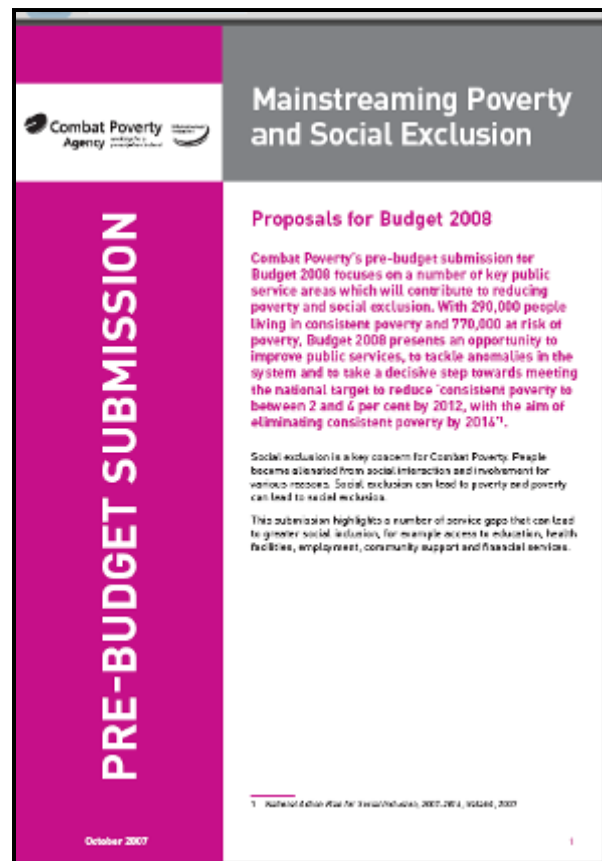 Mainstreaming Poverty
and Social Exclusion
Combat Poverty
Agency
PRE-BUDGET SUBMISSION
Proposals for Budget 2008
Combat Poverty's pre-budget submission for
Budget 2008 focuses on a number of key public
service areas which will contribute to reducing
poverty and social exclusion. With 290,000 people
living in consistent poverty and 770,000 at risk of
poverty, Budget 2008 presents an opportunity to
improve public services, to tackle anomalies in the
system and to take a decisive step towards meeting
the national target to reduce 'consistent poverty to
between 2 and 4 per cent by 2012, with the aim of
eliminating consistent poverty by 2016'1.
Social exclusion is a key concern for Combat Poverty. People
become alienated from social interaction and involvement for
various reasons. Social exclusion can lead to poverty and poverty
can lead to social exclusion.
This submission highlights a number of service gaps that can lead
to greater social inclusion, for example access to education, health
facilities, employment, community support and financial services.
1 National Action Plan for Social Inclusion, 2007-2016, 2007
October 2007
1